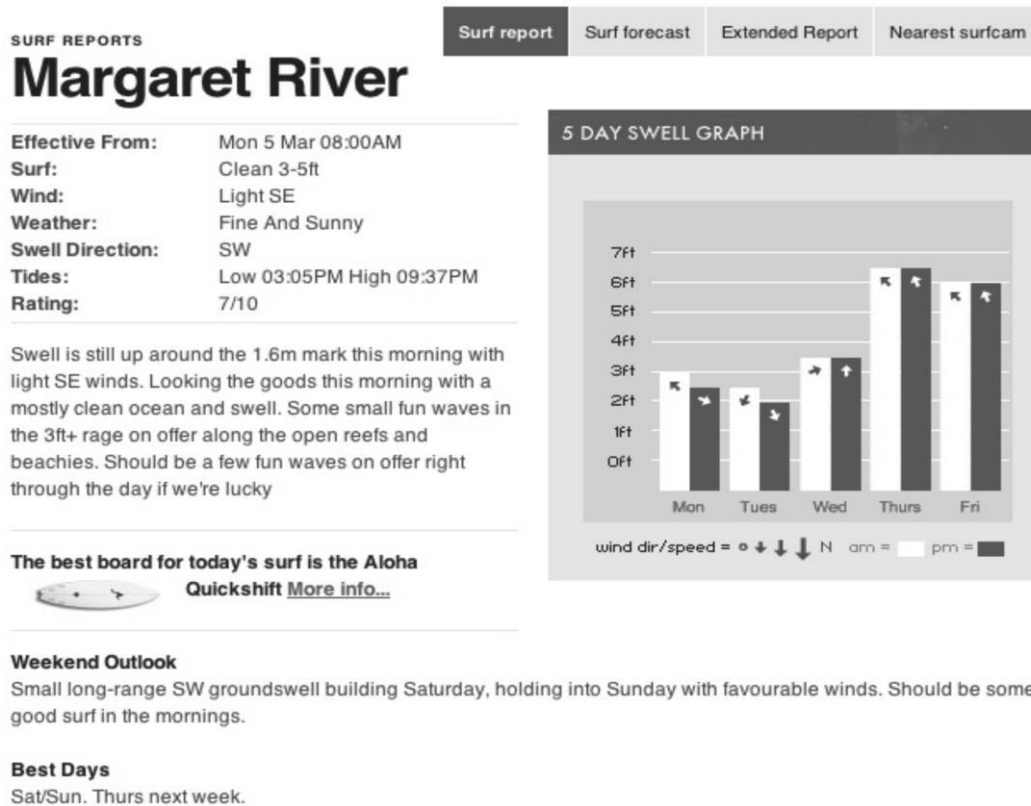 Surf report Surf forecast Extended Report Nearest surfcam
SURF REPORTS
Margaret River
Effective From: Mon 5 Mar 08:00AM
Surf: Clean 3-5ft
Wind: Light SE
Weather: Fine And Sunny
Swell Direction: SW
Tides: Low 03:05PM High 09:37PM
Rating: 7/10
Swell is still up around the 1.6m mark this morning with
light SE winds. Looking the goods this morning with a
mostly clean ocean and swell. Some small fun waves in
the 3ft+ rage on offer along the open reefs and
beachies. Should be a few fun waves on offer right
through the day if we're lucky
The best board for today's surf is the Aloha
Quickshift More info...
5 DAY SWELL GRAPH
7ft
6ft
5ft
4ft
3ft
2ft
1ft
0ft
Mon Tues Wed Thurs Fri
wind dir/speed = N am = pm =
Weekend Outlook
Small long-range SW groundswell building Saturday, holding into Sunday with favourable winds. Should be some
good surf in the mornings.
Best Days
Sat/Sun. Thurs next week.